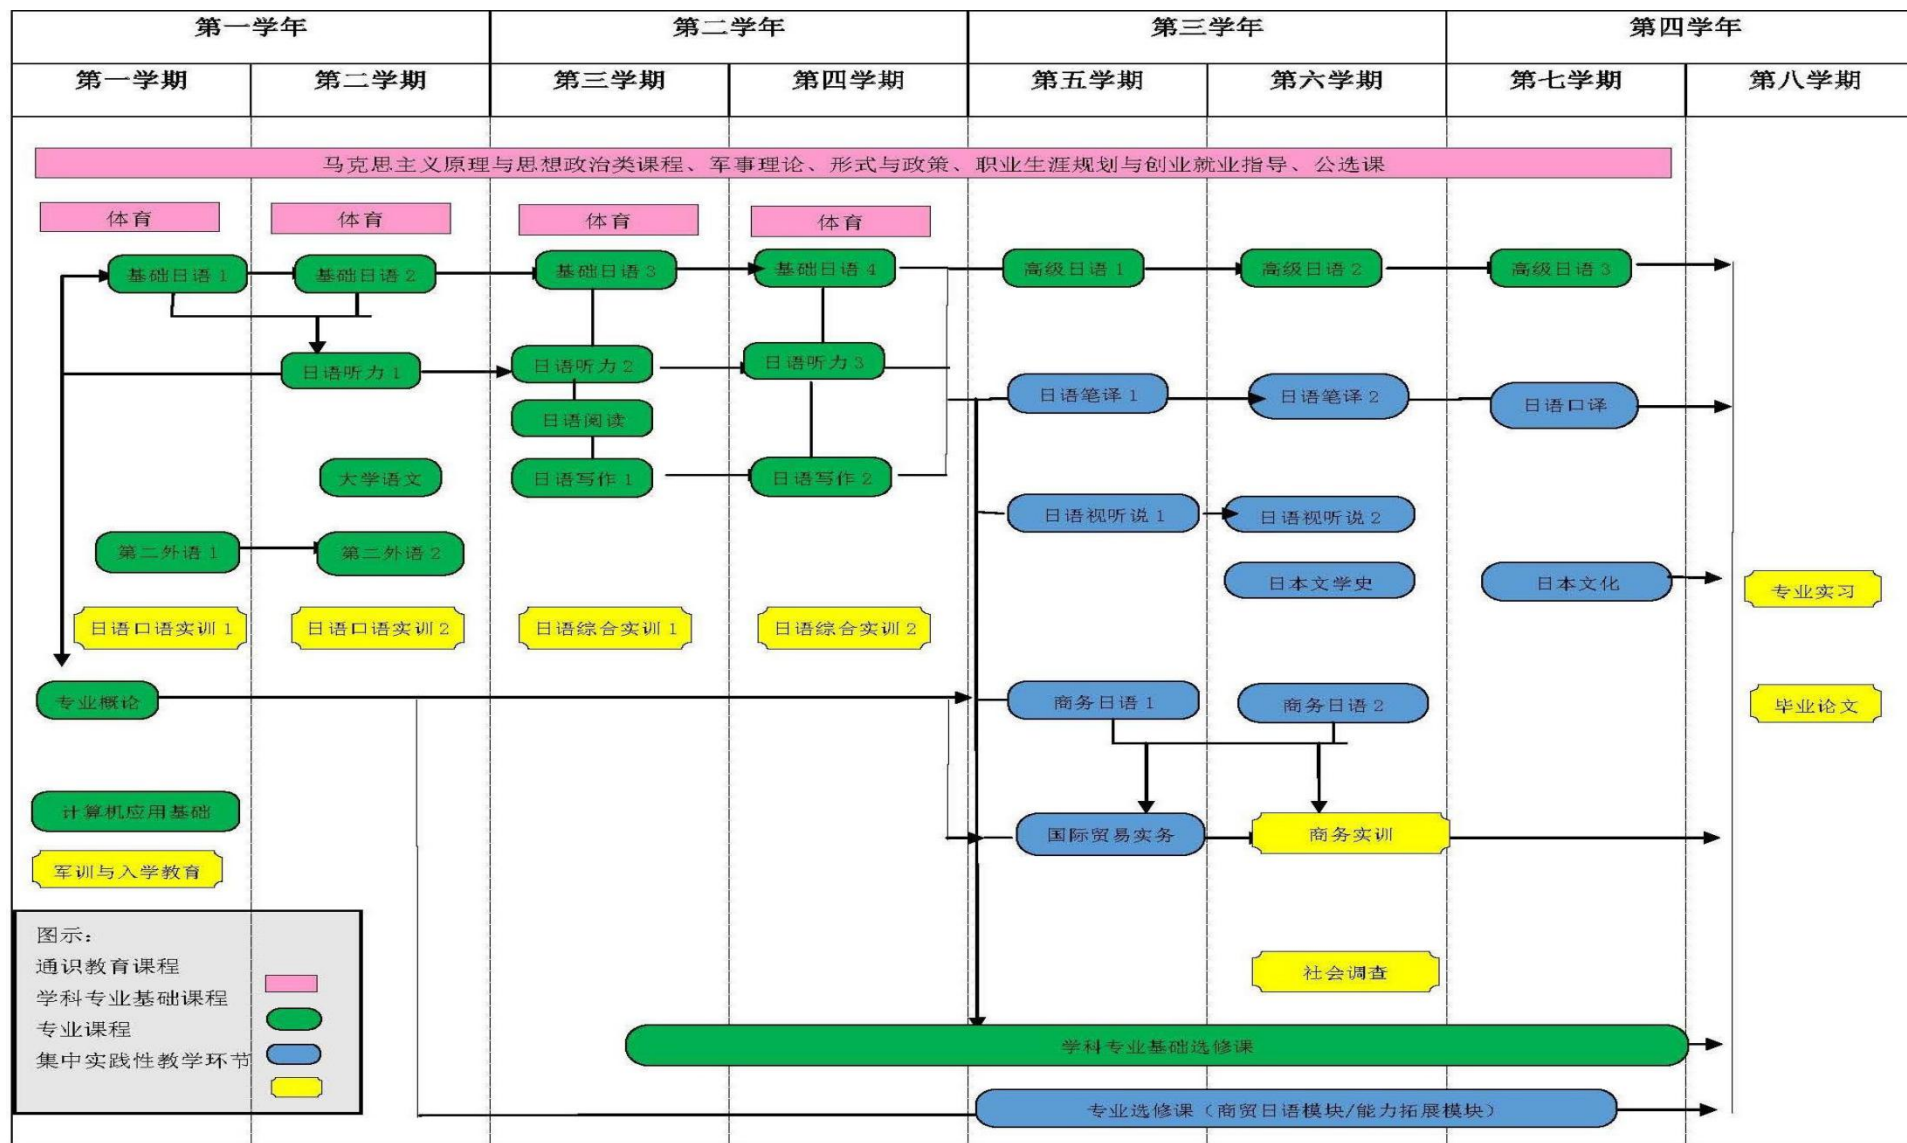 第一学年 第二学年 第三学年 第四学年
第一学期 第二学期 第三学期 第四学期 第五学期 第六学期 第七学期 第八学期
马克思主义原理与思想政治类课程、军事理论、形式与政策、职业生涯规划与创业就业指导、公选课
体育 体育 体育 体育
基础日语1 基础日语2 基础日语3 基础日语4 高级日语1 高级日语2 高级日语3
日语听力1 日语听力2 日语听力3
日语笔译1 日语笔译2 日语口译
日语阅读
大学语文 日语写作1 日语写作2
日语视听说1 日语视听说2
第二外语1 第二外语2
日本文学史 日本文化 专业实习
日语口语实训1 日语口语实训2 日语综合实训1 日语综合实训2
专业概论 商务日语1 商务日语2 毕业论文
计算机应用基础
国际贸易实务 商务实训
军训与入学教育
图示：
通识教育课程
学科专业基础课程
专业课程
集中实践性教学环节
社会调查
学科专业基础选修课
专业选修课（商贸日语模块/能力拓展模块）